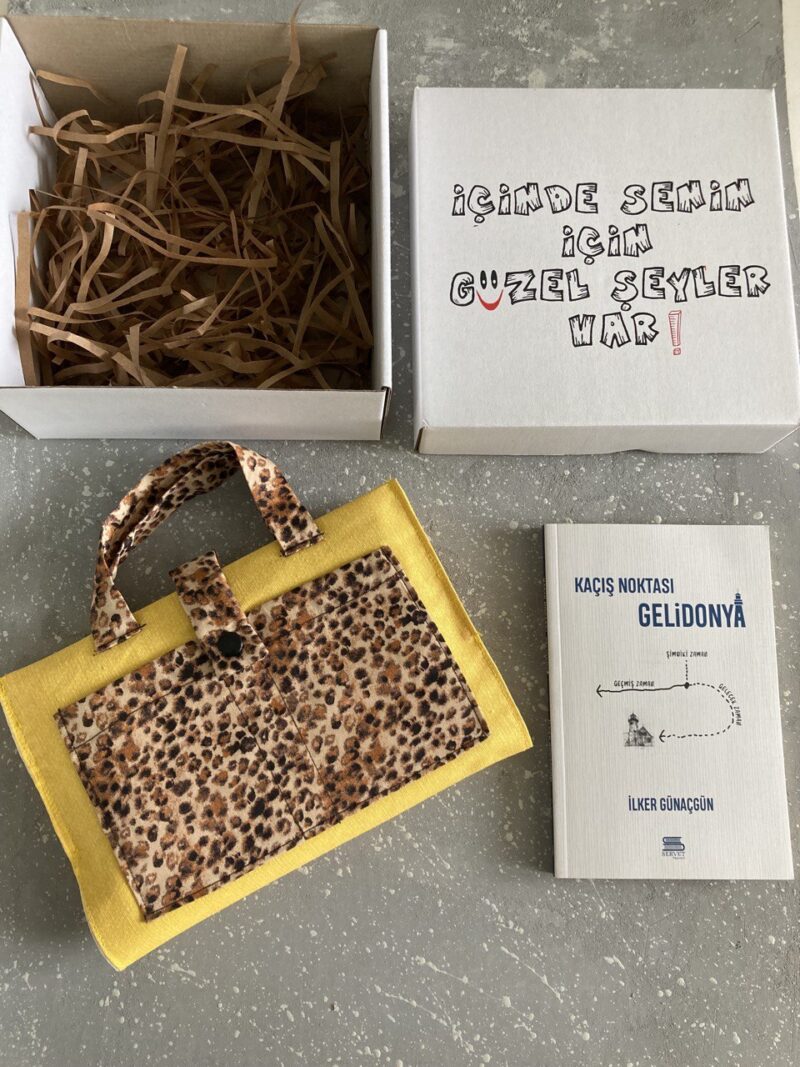 İÇİNDE SENİN
İÇİN
GÜZEL ŞEYLER
VAR!
KAÇIŞ NOKTASI
GELİDONYA
ŞİMDİKİ ZAMAN
GEÇMİŞ ZAMAN
GELECEK ZAMAN
İLKER GÜNAÇGÜN
SERVET